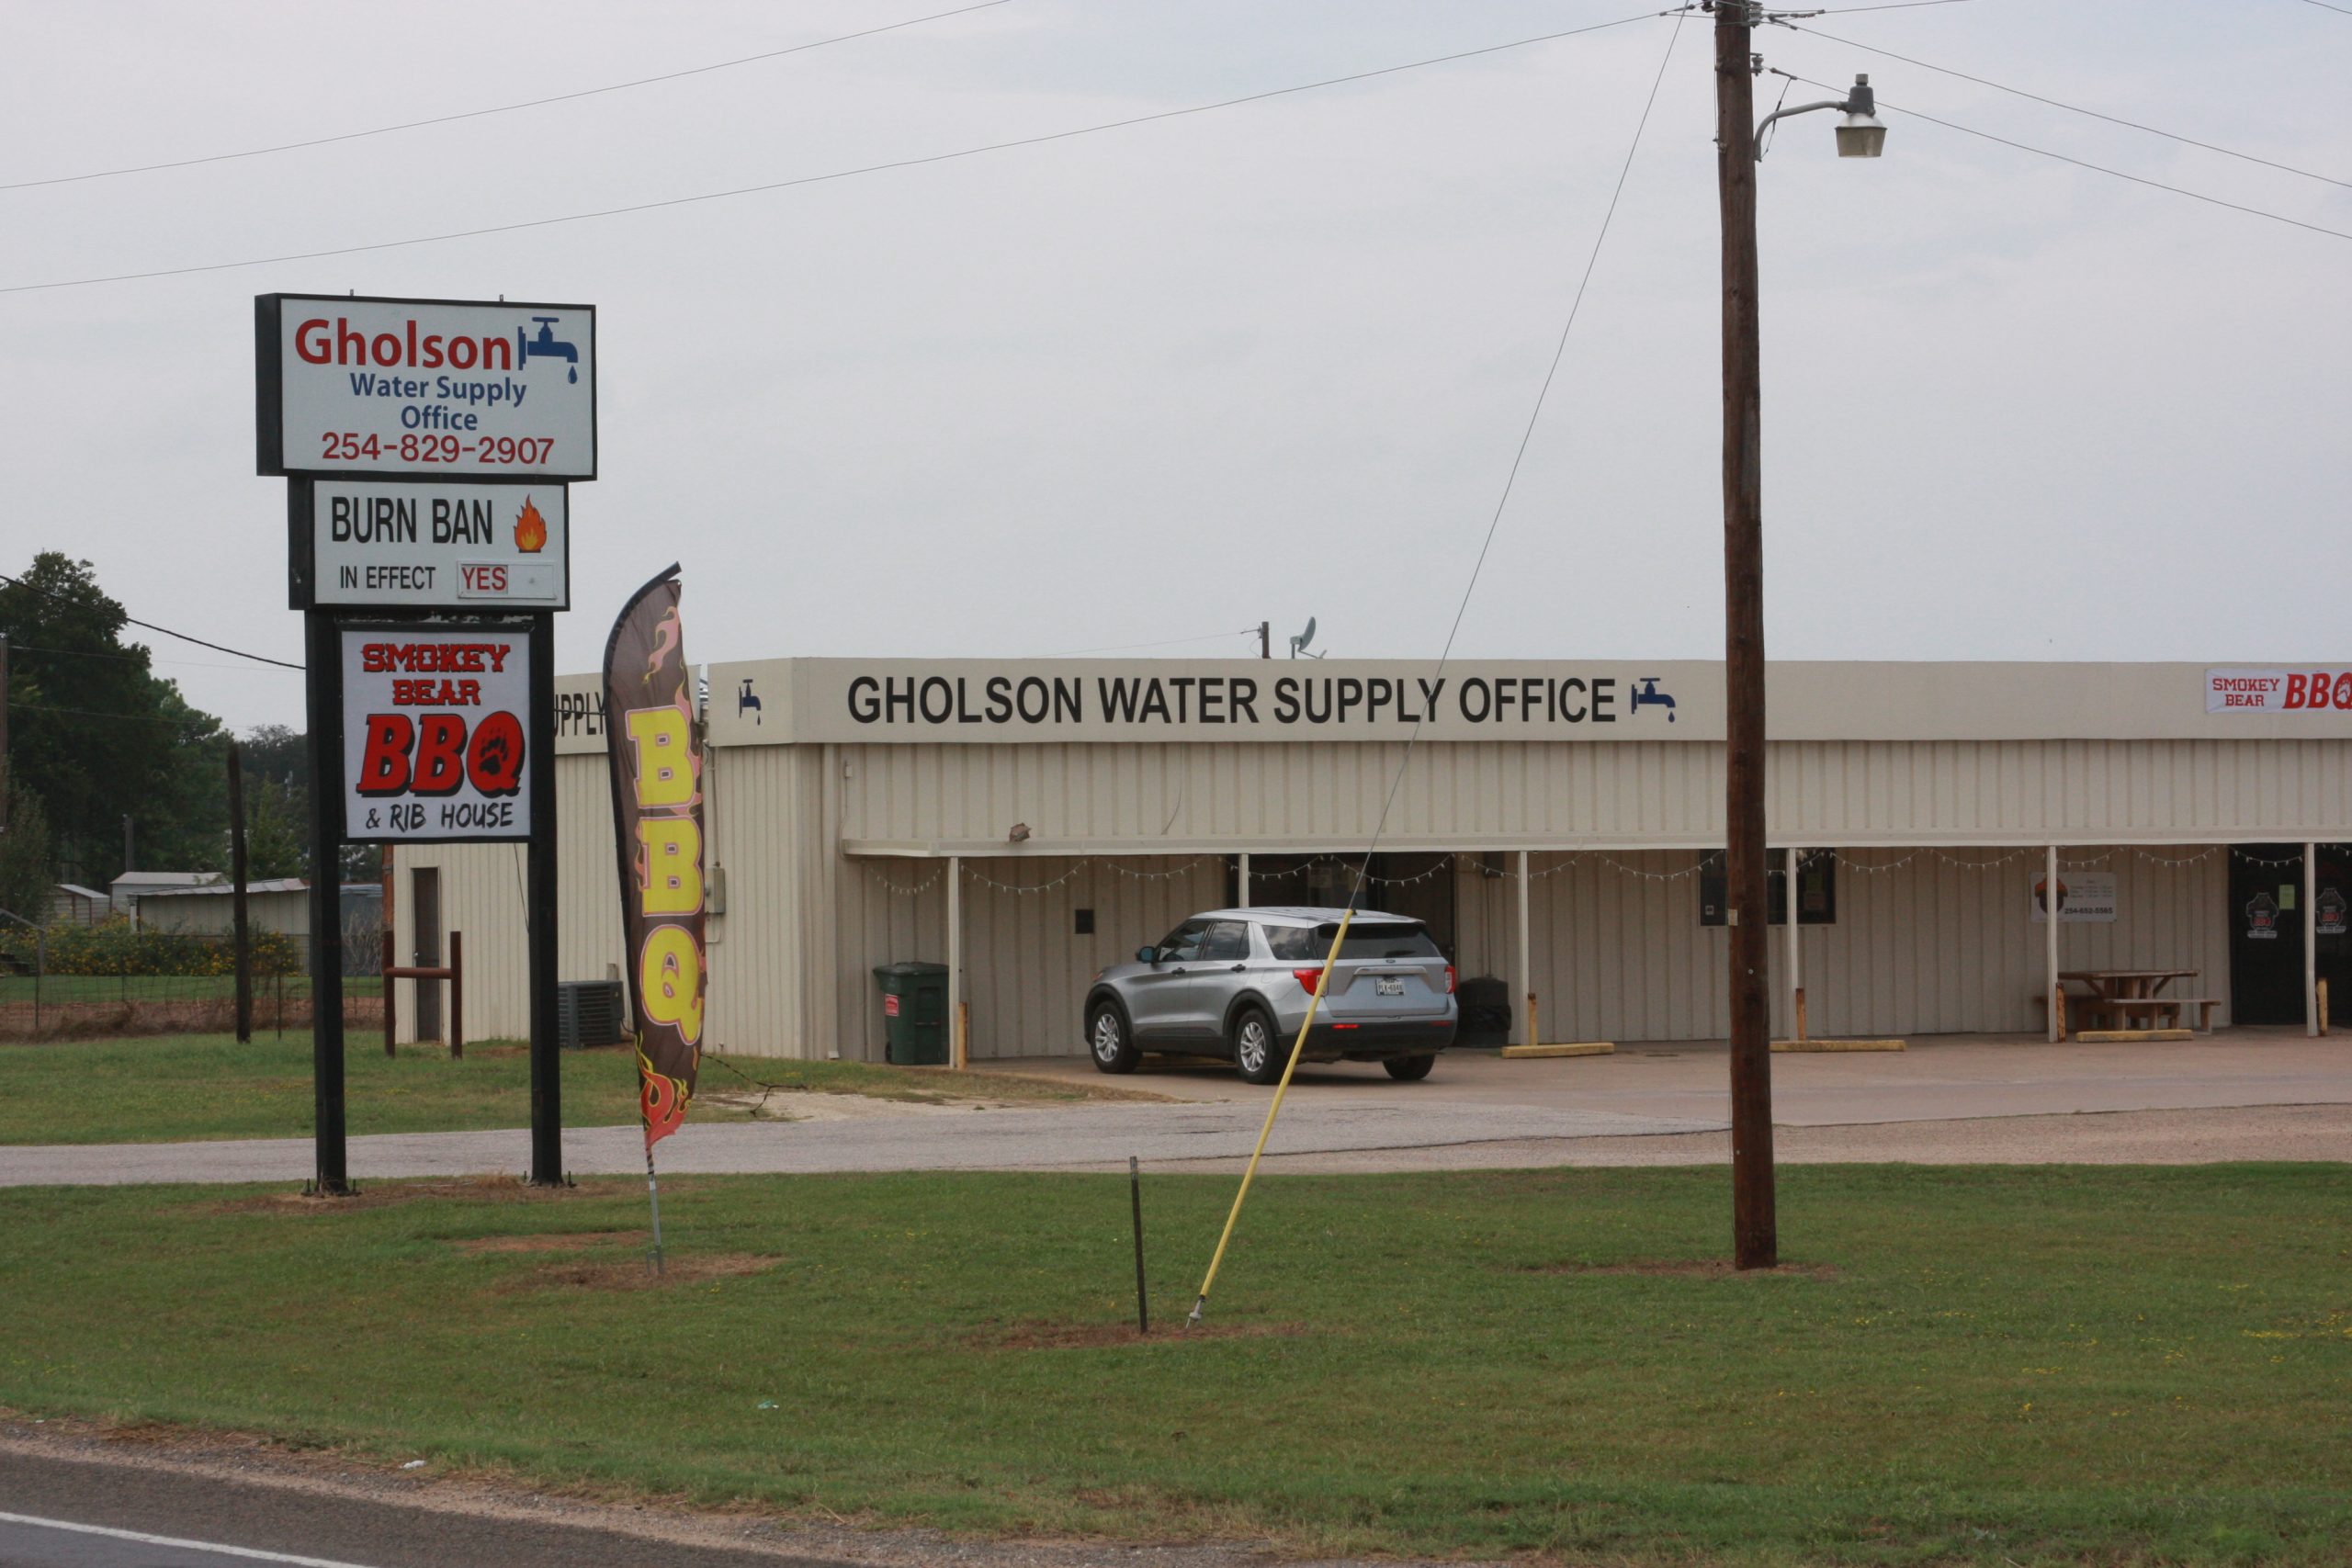 Gholson
Water Supply
Office
254-829-2907
BURN BAN
IN EFFECT YES
SMOKEY
BEAR
BBQ
& RIB HOUSE
UPPLY
BBQ
GHOLSON WATER SUPPLY OFFICE
SMOKEY
BEAR
BBQ